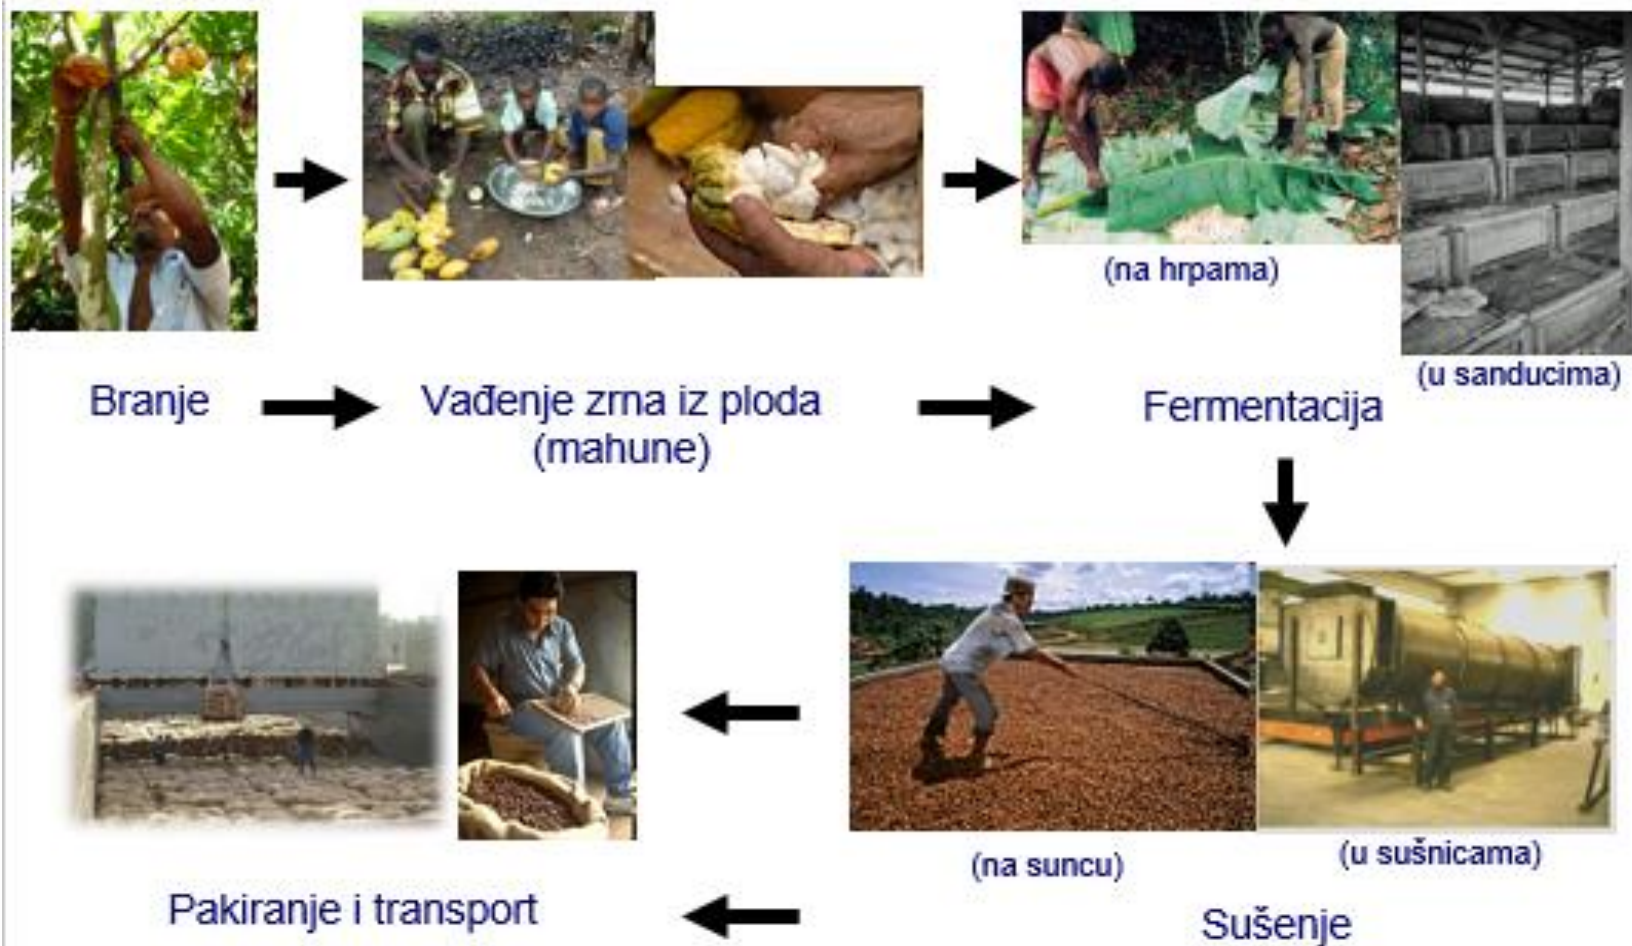 (na hrpama)
(u sanducima)
Branje
Vađenje zrna iz ploda
(mahune)
Fermentacija
(na suncu)
(u sušnicama)
Pakiranje i transport
Sušenje